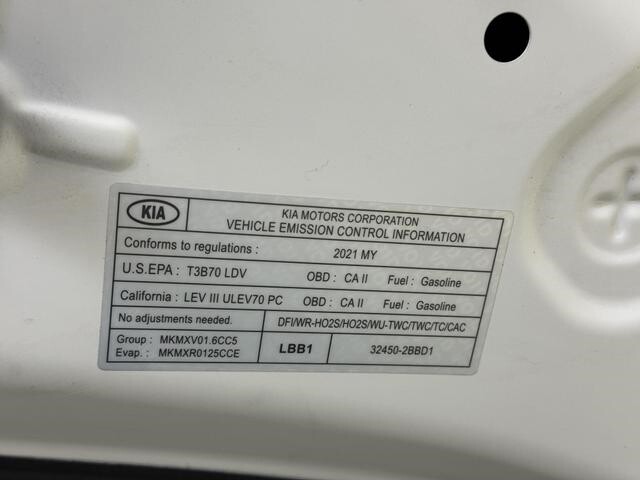 KIA
KIA MOTORS CORPORATION
VEHICLE EMISSION CONTROL INFORMATION
Conforms to regulations : 2021 MY
U.S.EPA : T3B70 LDV OBD : CA II Fuel : Gasoline
California : LEV III ULEV70 PC OBD : CA II Fuel : Gasoline
No adjustments needed. DFI/WR-HO2S/HO2S/WU-TWC/TWC/TC/CAC
Group : MKMXV01.6CC5
Evap. : MKMXR0125CCE
LBB1 32450-2BBD1